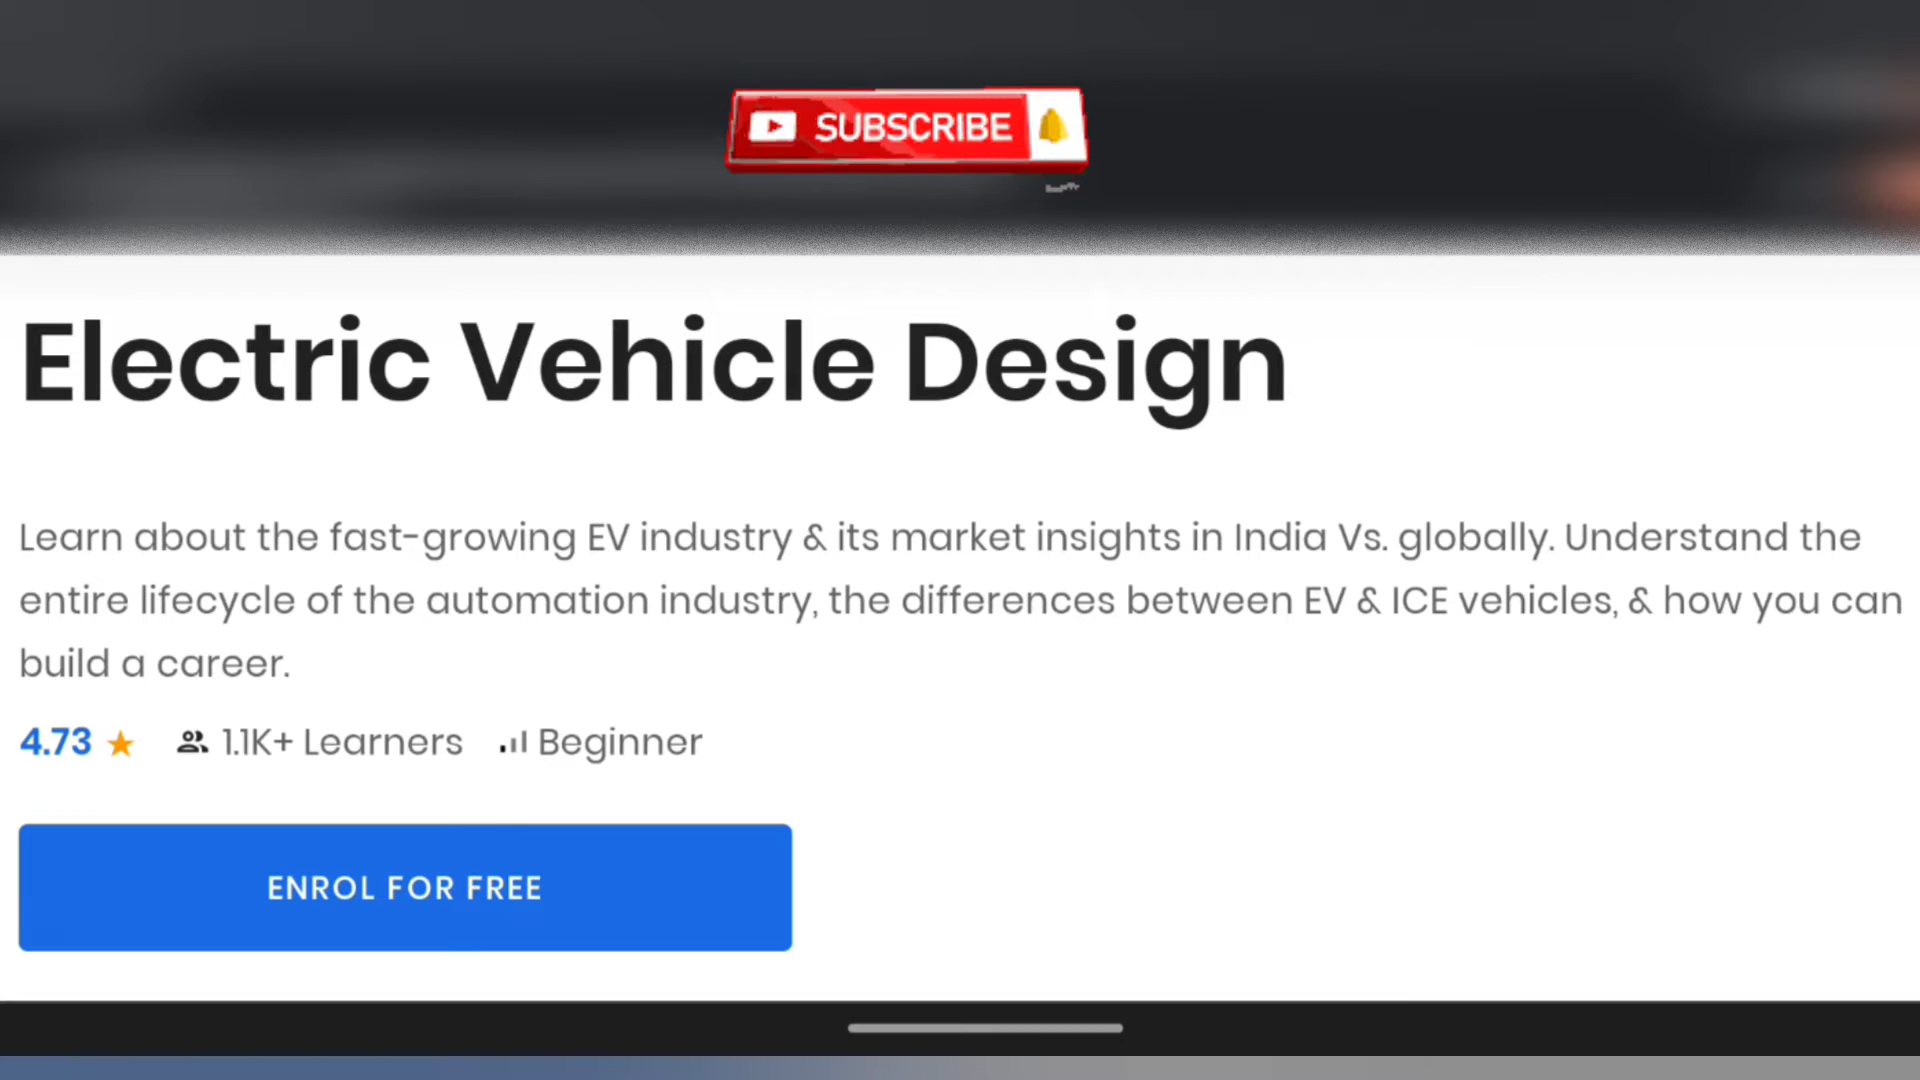 SUBSCRIBE
Electric Vehicle Design
Learn about the fast-growing EV industry & its market insights in India Vs. globally. Understand the
entire lifecycle of the automation industry, the differences between EV & ICE vehicles, & how you can
build a career.
4.73 ★ 1.1K+ Learners Beginner
ENROL FOR FREE